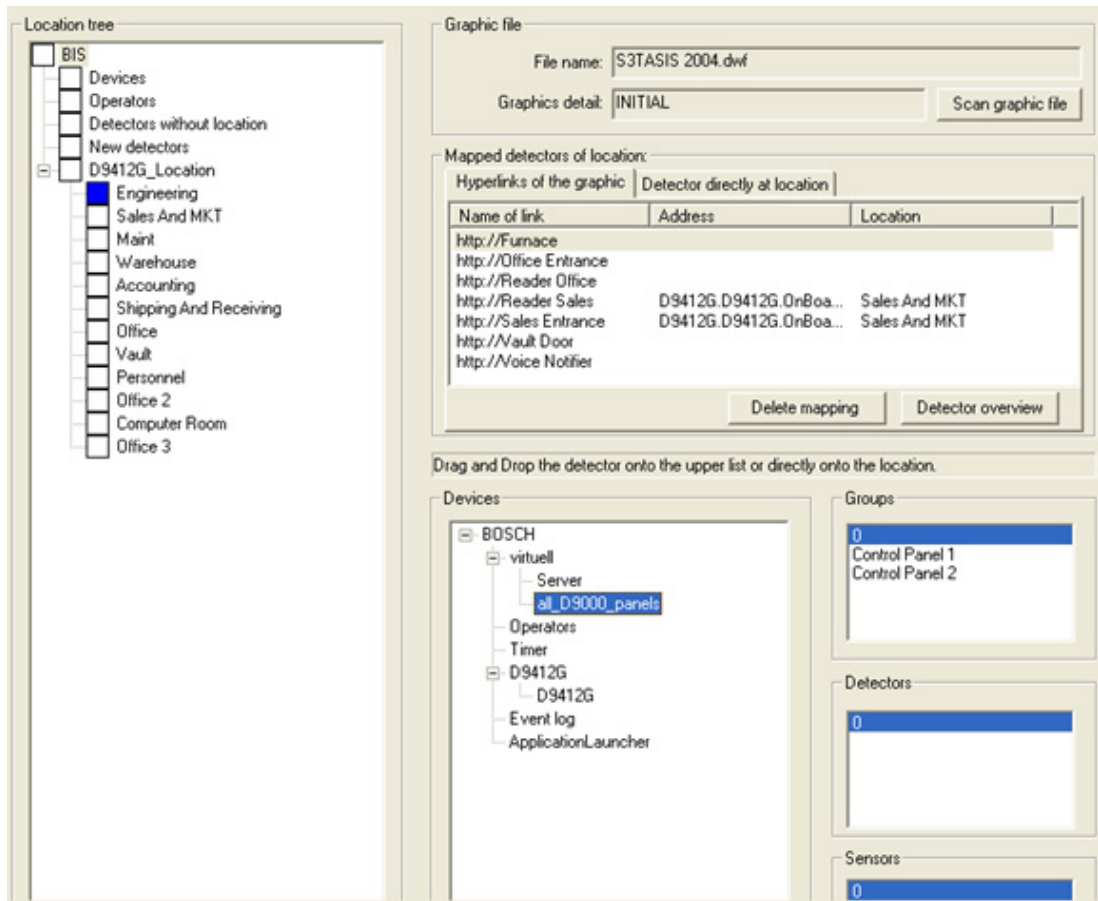 Location tree
BIS
Devices
Operators
Detectors without location
New detectors
D9412G_Location
Engineering
Sales And MKT
Maint
Warehouse
Accounting
Shipping And Receiving
Office
Vault
Personnel
Office 2
Computer Room
Office 3
Graphic file
File name: S3TASIS 2004.dwf
Graphics detail: INITIAL Scan graphic file
Mapped detectors of location:
Hyperlinks of the graphic Detector directly at location
Name of link Address Location
http://Furnace
http://Office Entrance
http://Reader Office
http://Reader Sales D9412G.D9412G.OnBoa... Sales And MKT
http://Sales Entrance D9412G.D9412G.OnBoa... Sales And MKT
http://Vault Door
http://Voice Notifier
Delete mapping Detector overview
Drag and Drop the detector onto the upper list or directly onto the location.
Devices
BOSCH
virtuell
Server
all_D9000_panels
Operators
Timer
D9412G
D9412G
Event log
ApplicationLauncher
Groups
0
Control Panel 1
Control Panel 2
Detectors
0
Sensors
0